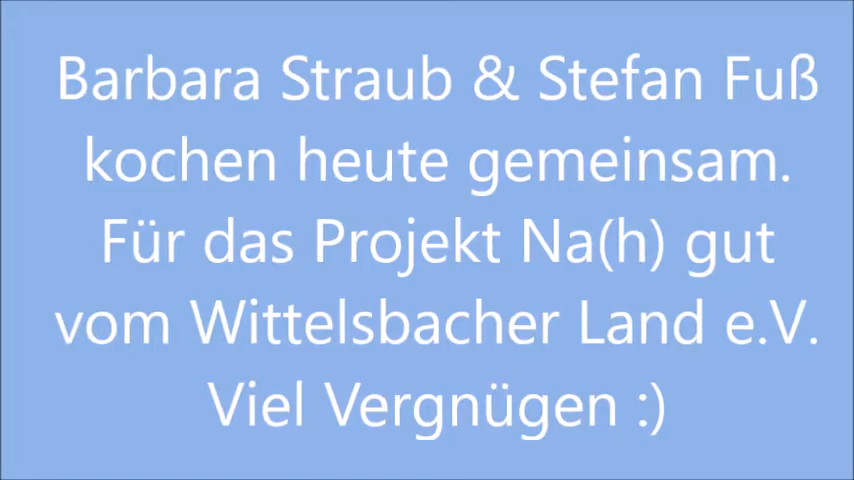 Barbara Straub & Stefan Fuß
kochen heute gemeinsam.
Für das Projekt Na(h) gut
vom Wittelsbacher Land e.V.
Viel Vergnügen :)